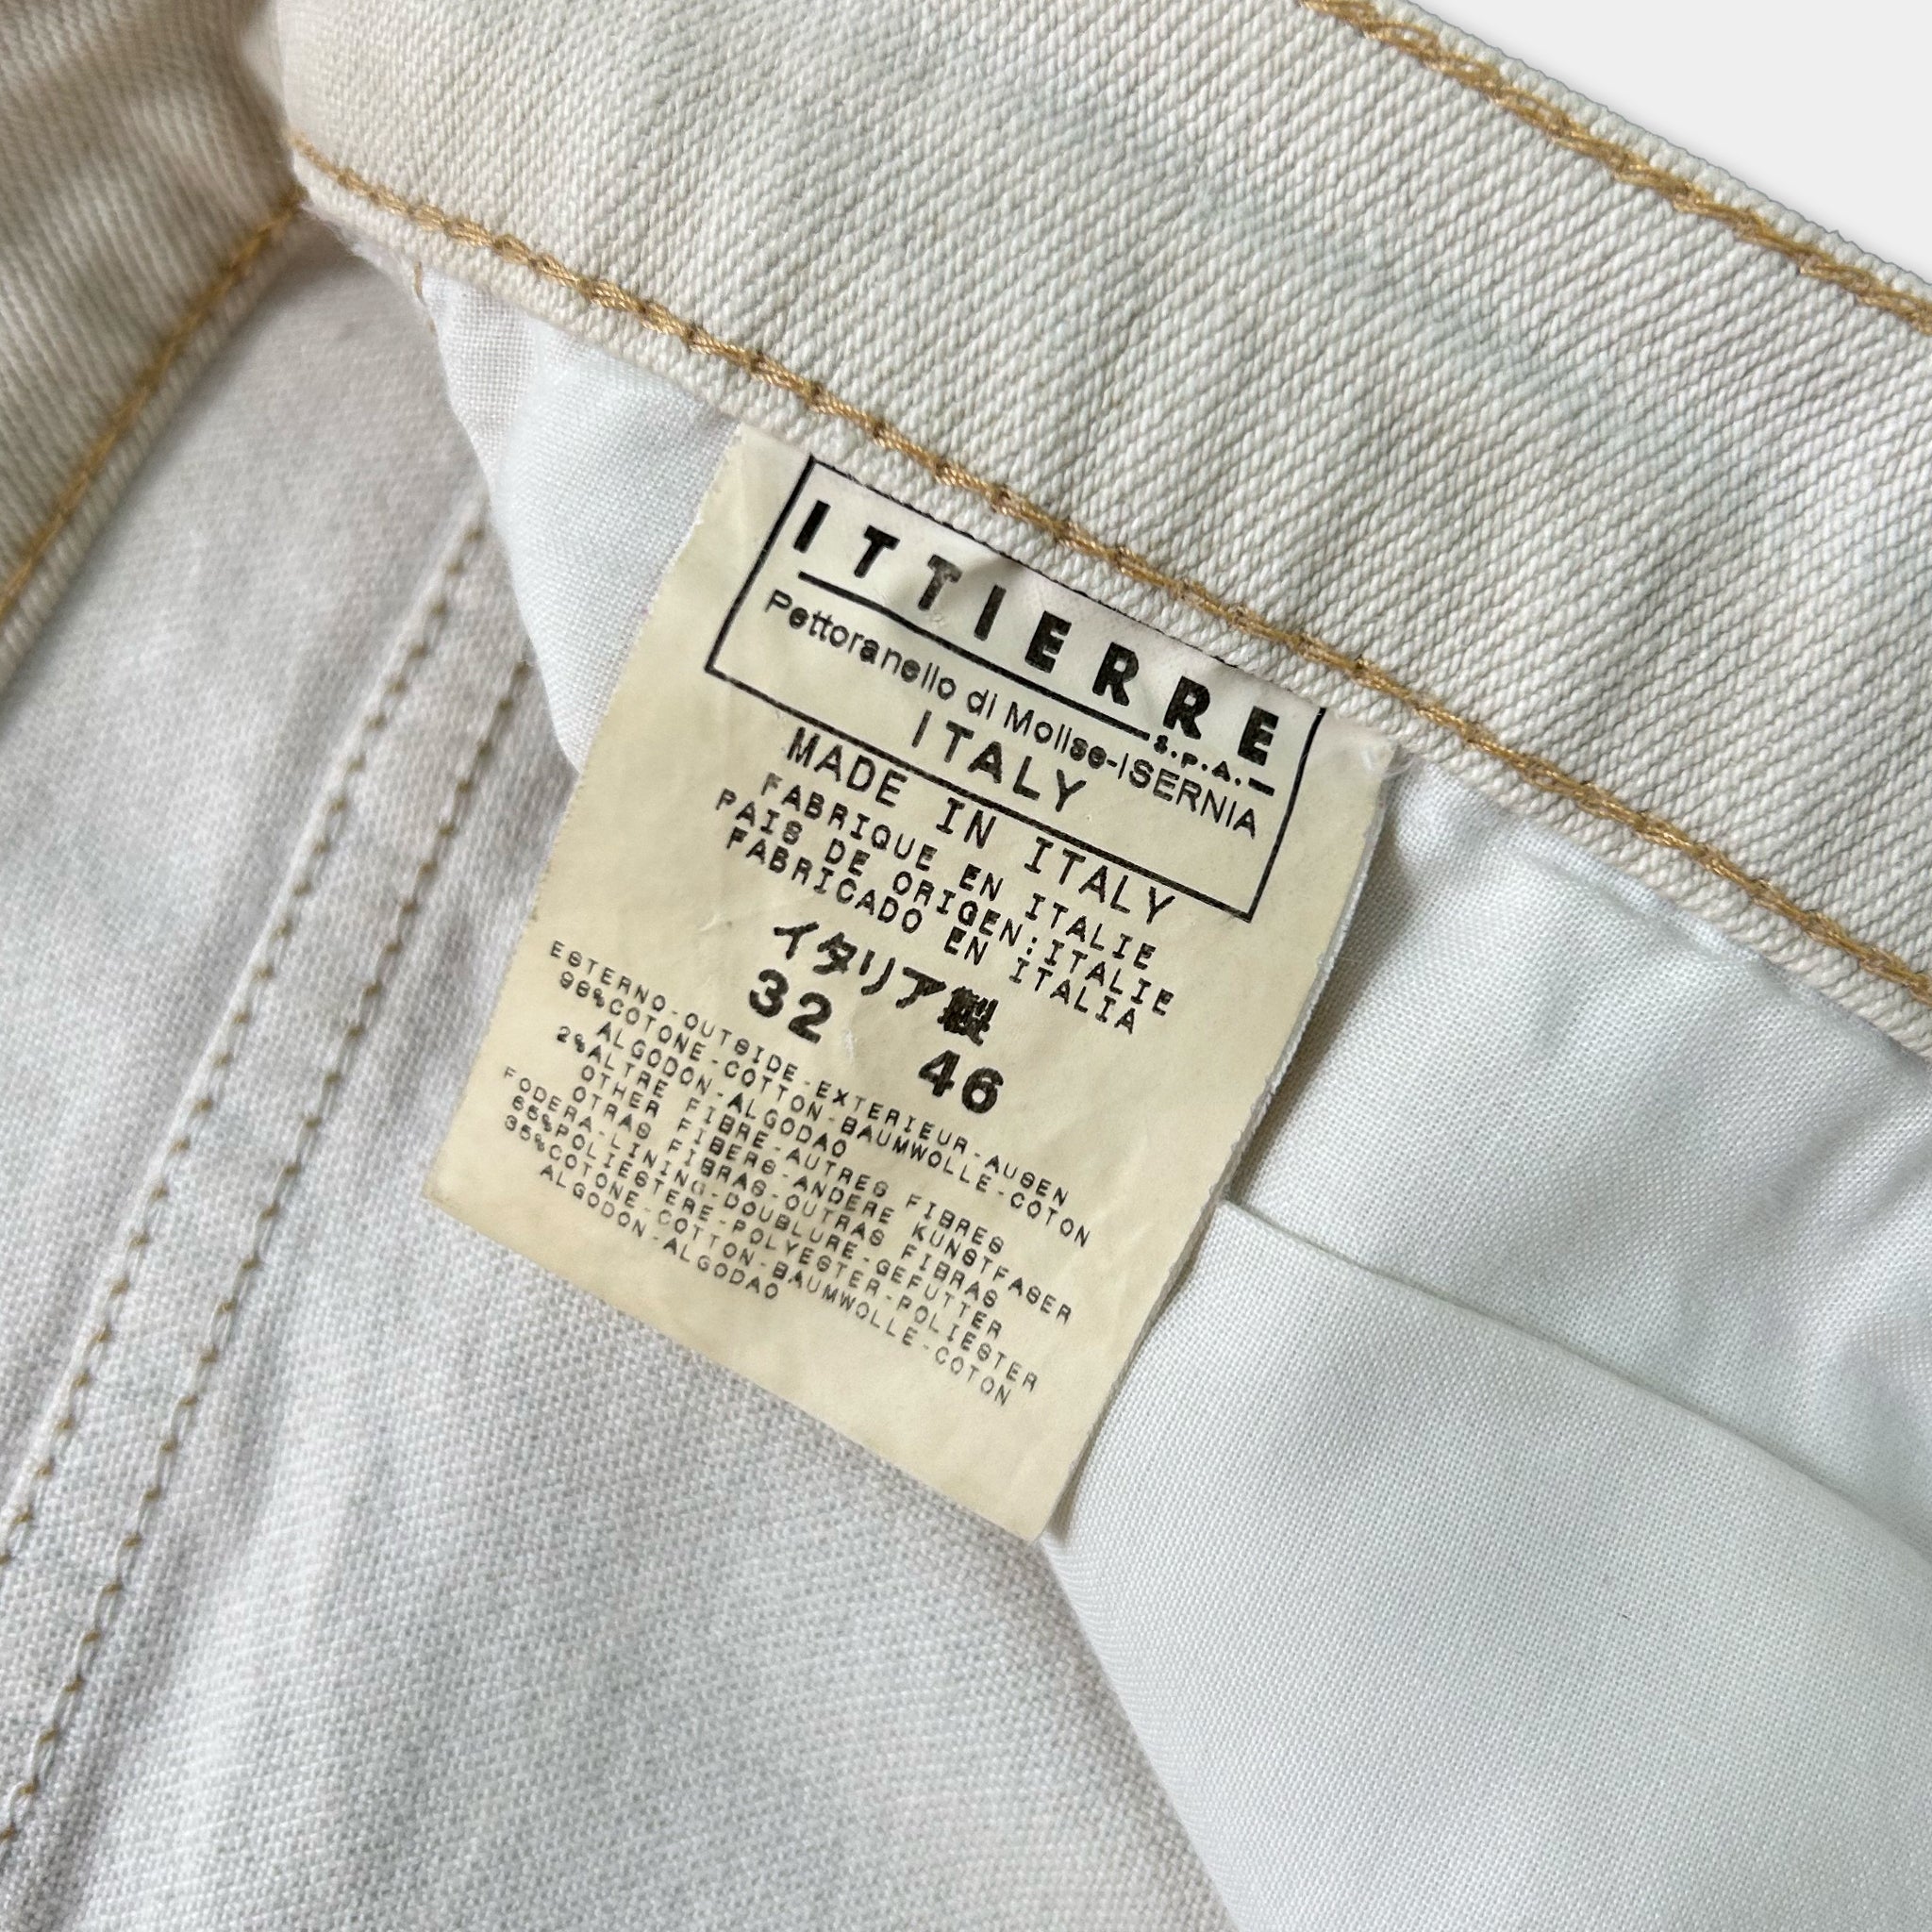 ITTIERRE
S.P.A.
Pettoranello di Molise-ISERNIA
ITALY
MADE IN ITALY
FABRIQUE EN ITALIE
PAIS DE ORIGEN:ITALIE
FABRICADO EN ITALIA
イタリア製
32 46
ESTERNO-OUTSIDE-EXTERIEUR-AUSEN
98%COTONE-COTTON-BAUMWOLLE-COTON
ALGODON-ALGODAO
2%ALTRE FIBRE-AUTRES FIBRES
OTHER FIBERS-ANDERE KUNSTFASER
OTRAS FIBRAS-OUTRAS FIBRAS
FODERA-LINING-DOUBLURE-GEFUTTER
65%POLIESTERE-POLYESTER-POLIESTER
35%COTONE-COTTON-BAUMWOLLE-COTON
ALGODON-ALGODAO